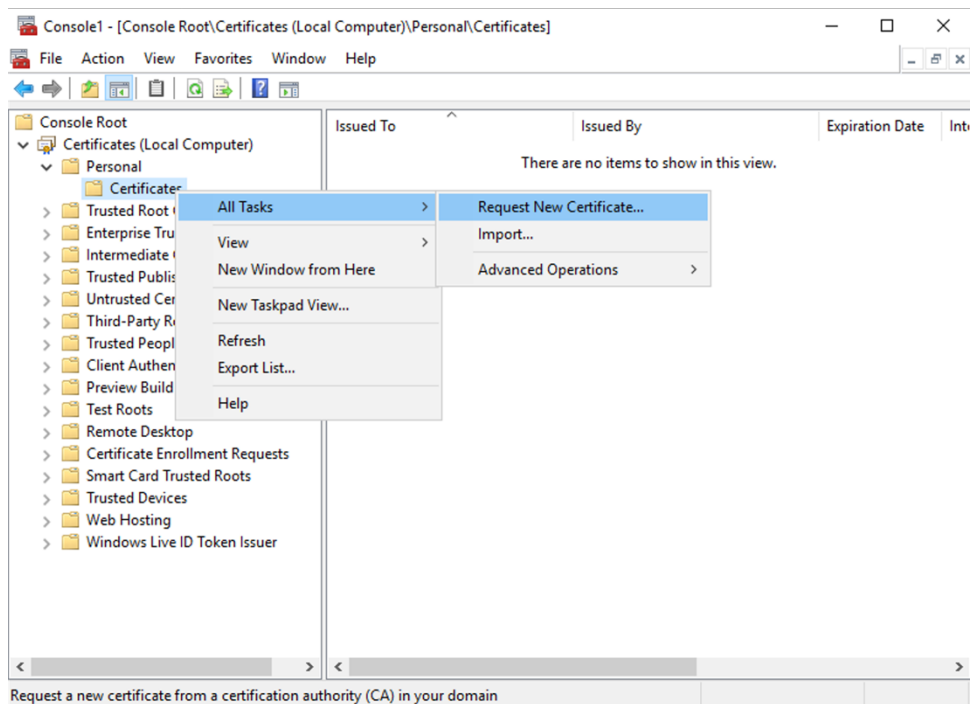 Console1 - [Console Root\Certificates (Local Computer)\Personal\Certificates]
File Action View Favorites Window Help
Console Root
Certificates (Local Computer)
Personal
Certificates
Trusted Root
Enterprise Tru
Intermediate
Trusted Publis
Untrusted Cer
Third-Party R
Trusted Peopl
Client Authen
Preview Build
Test Roots
Remote Desktop
Certificate Enrollment Requests
Smart Card Trusted Roots
Trusted Devices
Web Hosting
Windows Live ID Token Issuer
All Tasks
View
New Window from Here
New Taskpad View...
Refresh
Export List...
Help
Request New Certificate...
Import...
Advanced Operations
Issued To Issued By Expiration Date Int
There are no items to show in this view.
Request a new certificate from a certification authority (CA) in your domain